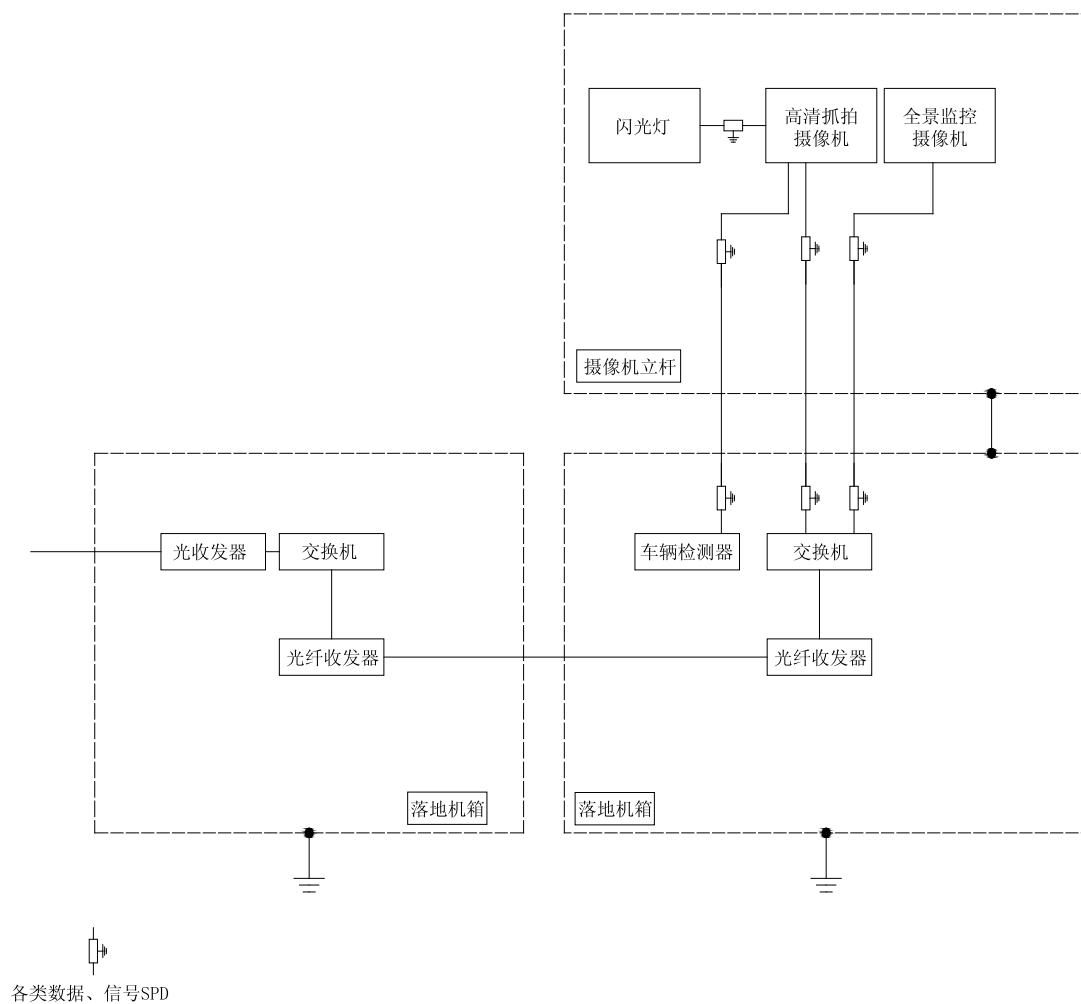 闪光灯
高清抓拍
摄像机
全景监控
摄像机
摄像机立杆
光收发器
交换机
车辆检测器
交换机
光纤收发器
光纤收发器
落地机箱
落地机箱
各类数据、信号SPD